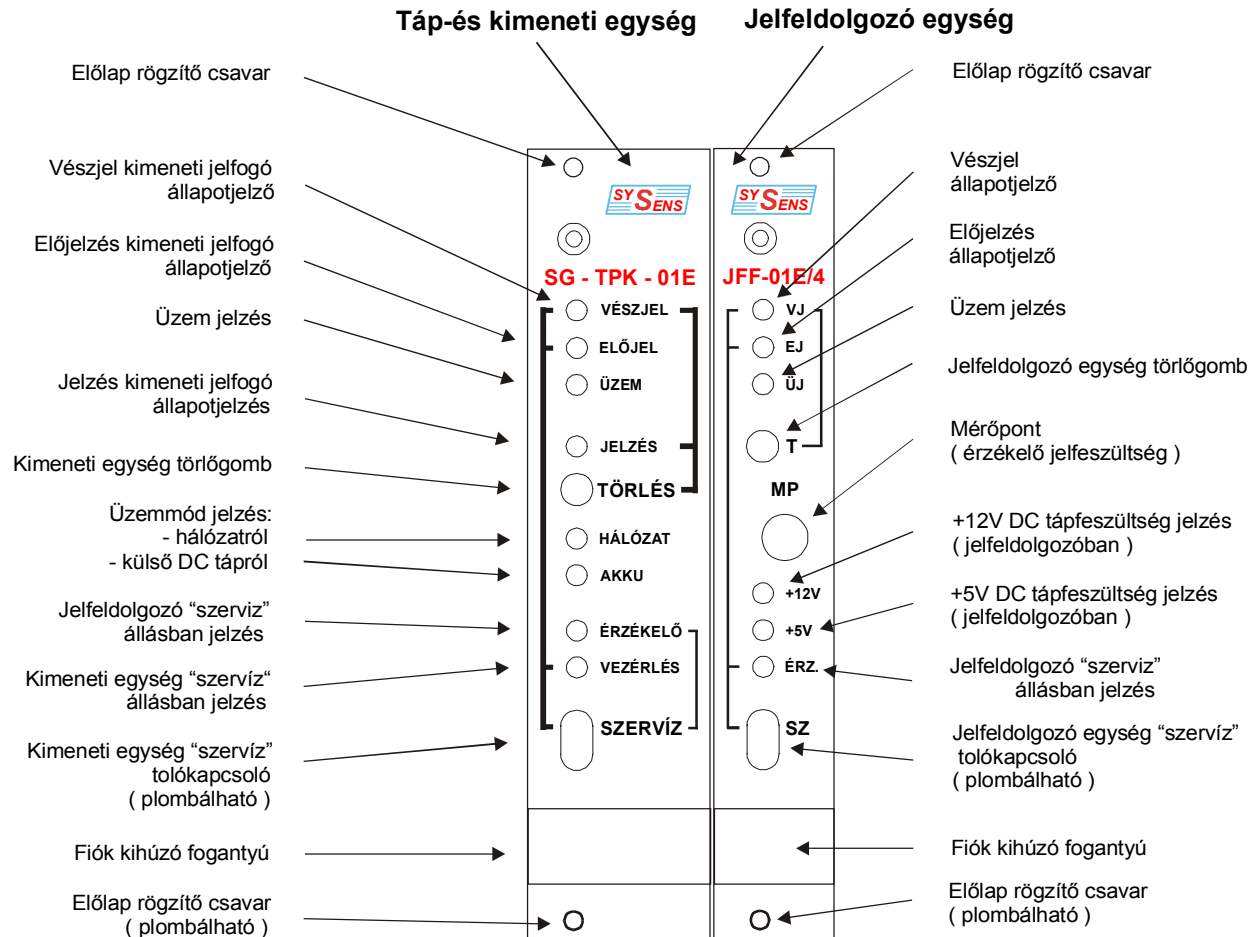 Táp-és kimeneti egység
Jelfeldolgozó egység
Előlap rögzítő csavar
Vészjel kimeneti jelfogó
állapotjelző
Előjelzés kimeneti jelfogó
állapotjelző
Üzem jelzés
Jelzés kimeneti jelfogó
állapotjelzés
Kimeneti egység törlőgomb
Üzemmód jelzés:
- hálózatról
- külső DC tápról
Jelfeldolgozó “szerviz”
állásban jelzés
Kimeneti egység “szervíz“
állásban jelzés
Kimeneti egység “szervíz”
tolókapcsoló
( plombálható )
Fiók kihúzó fogantyú
Előlap rögzítő csavar
( plombálható )
SY SENS
SG - TPK - 01E
VÉSZJEL
ELŐJEL
ÜZEM
JELZÉS
TÖRLÉS
HÁLÓZAT
AKKU
ÉRZÉKELŐ
VEZÉRLÉS
SZERVÍZ
SY SENS
JFF-01E/4
VJ
EJ
ÜJ
T
MP
+12V
+5V
ÉRZ.
SZ
Előlap rögzítő csavar
Vészjel
állapotjelző
Előjelzés
állapotjelző
Üzem jelzés
Jelfeldolgozó egység törlőgomb
Mérőpont
( érzékelő jelfeszültség )
+12V DC tápfeszültség jelzés
( jelfeldolgozóban )
+5V DC tápfeszültség jelzés
( jelfeldolgozóban )
Jelfeldolgozó “szerviz”
állásban jelzés
Jelfeldolgozó egység “szervíz”
tolókapcsoló
( plombálható )
Fiók kihúzó fogantyú
Előlap rögzítő csavar
( plombálható )